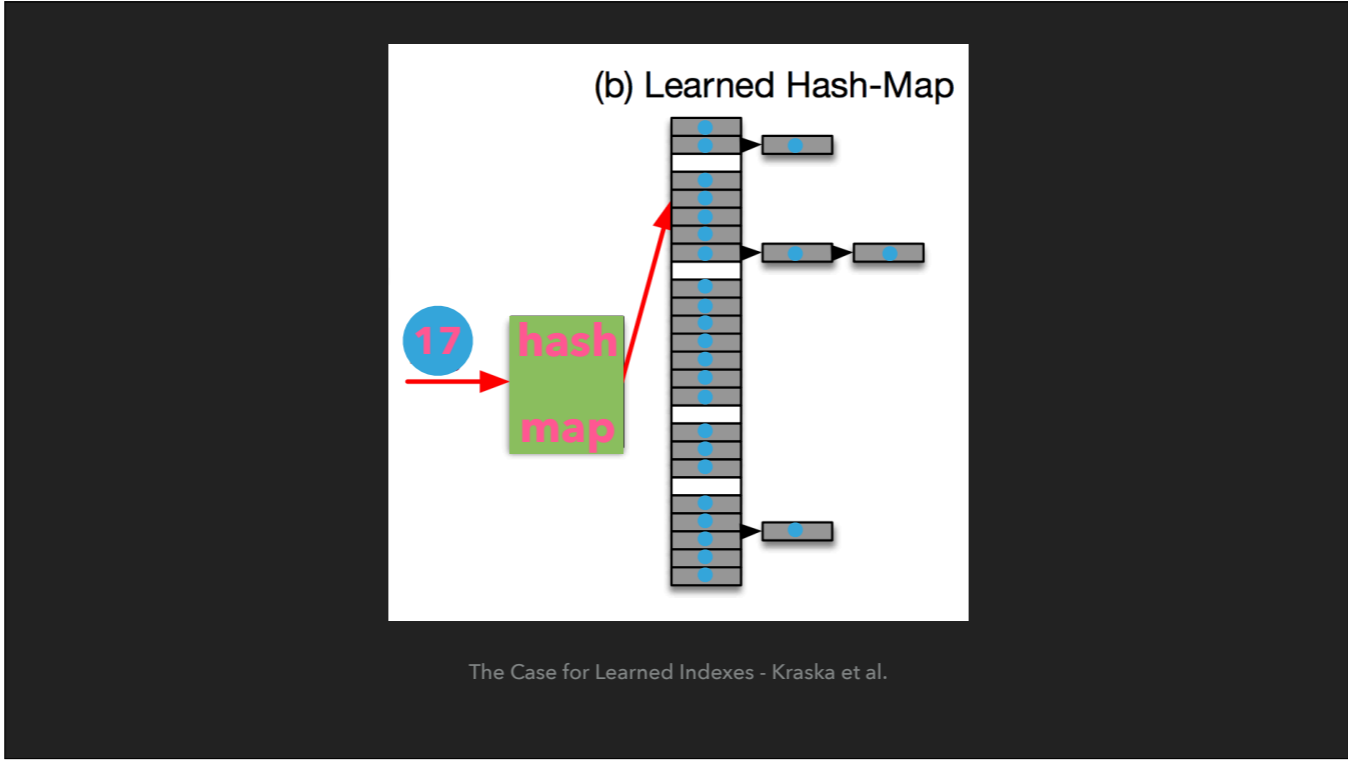 (b) Learned Hash-Map
17
hash
map
The Case for Learned Indexes - Kraska et al.